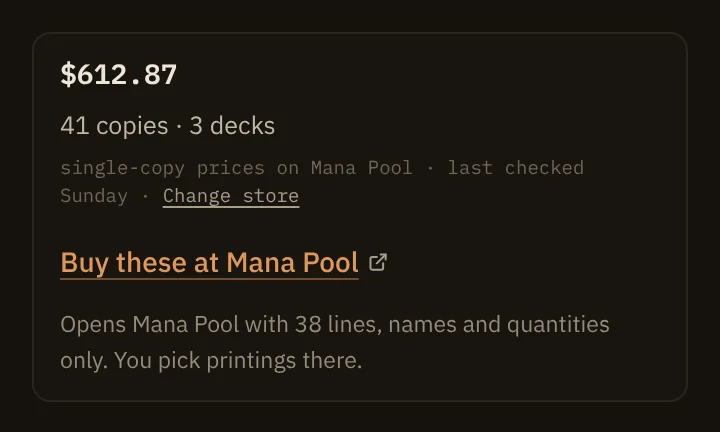 $612.87
41 copies · 3 decks
single-copy prices on Mana Pool · last checked
Sunday · Change store
Buy these at Mana Pool
Opens Mana Pool with 38 lines, names and quantities
only. You pick printings there.